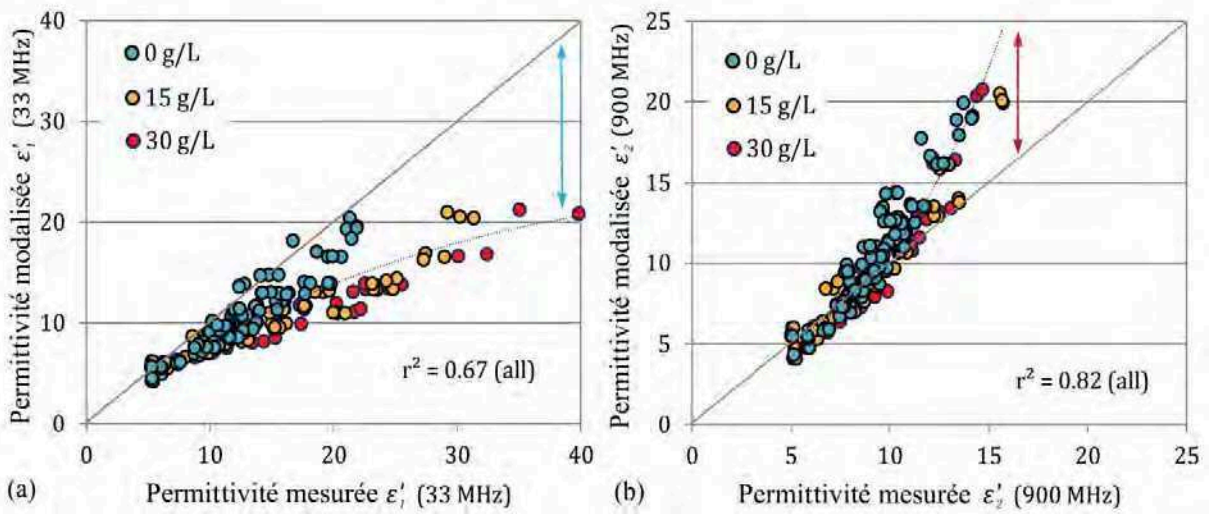 40
30
20
10
0
0 g/L
15 g/L
30 g/L
r² = 0.67 (all)
0 10 20 30 40
Permittivité modalisée ε'₁ (33 MHz)
(a) Permittivité mesurée ε'₁ (33 MHz)
25
20
15
10
5
0
0 g/L
15 g/L
30 g/L
r² = 0.82 (all)
0 5 10 15 20 25
Permittivité modalisée ε'₂ (900 MHz)
(b) Permittivité mesurée ε'₂ (900 MHz)